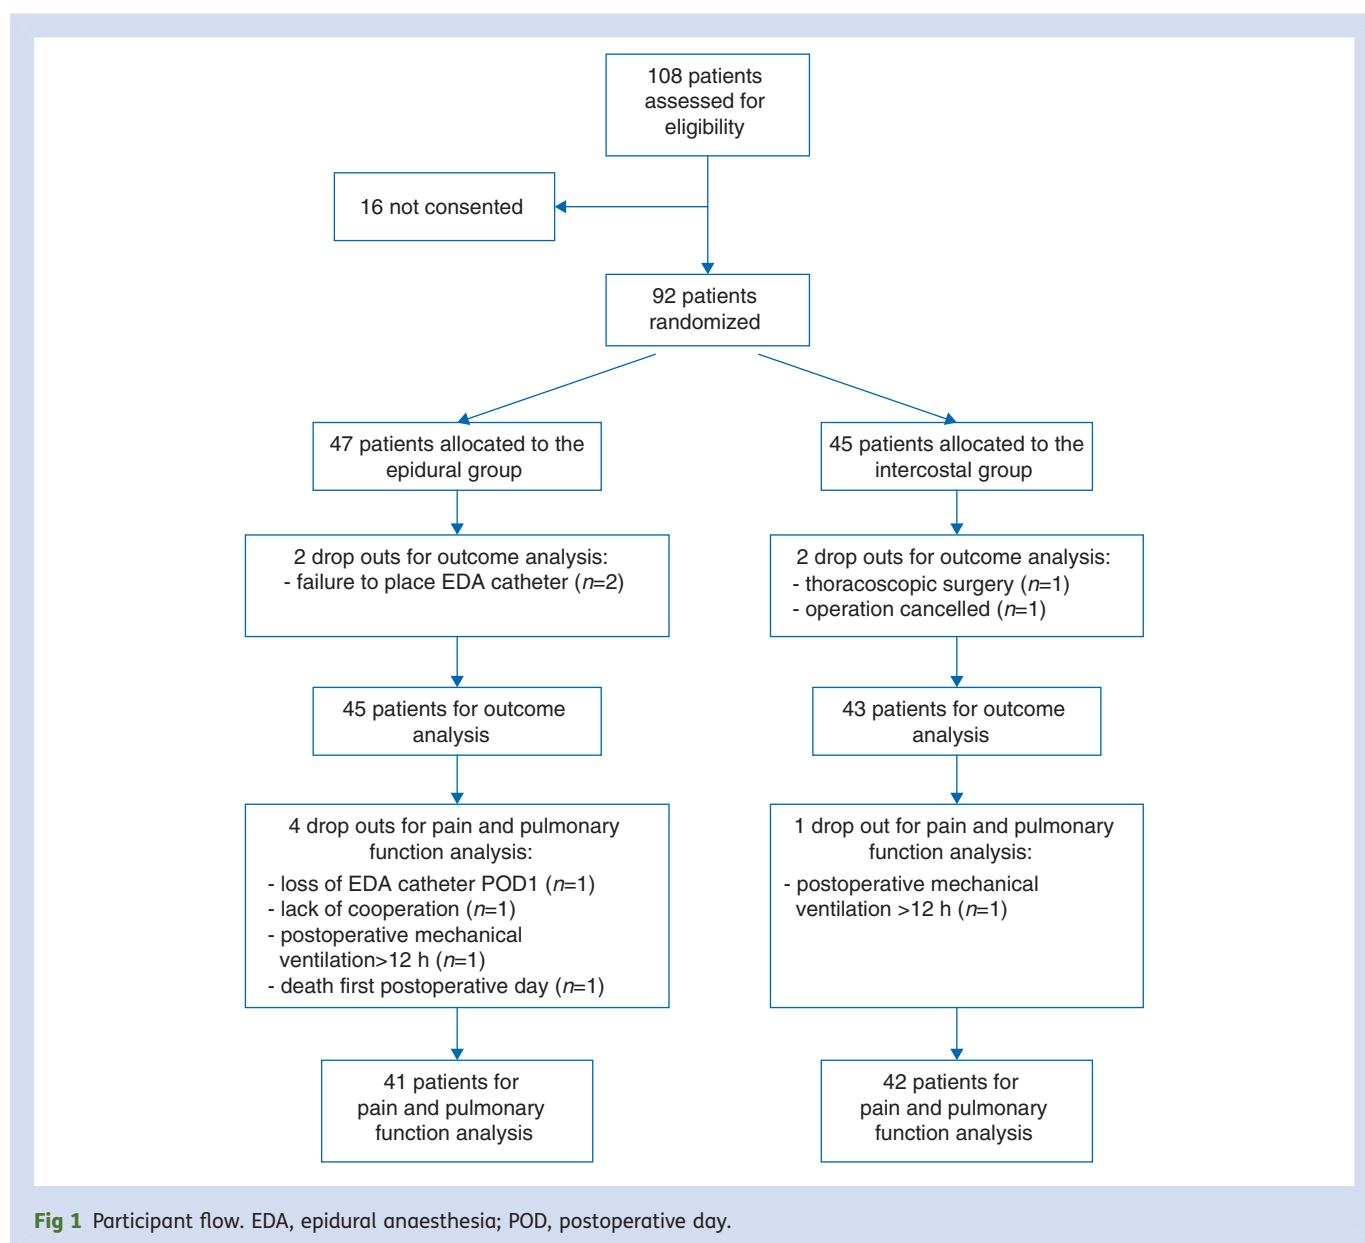 108 patients
assessed for
eligibility
16 not consented
92 patients
randomized
47 patients allocated to the
epidural group
45 patients allocated to the
intercostal group
2 drop outs for outcome analysis:
- failure to place EDA catheter (n=2)
2 drop outs for outcome analysis:
- thoracoscopic surgery (n=1)
- operation cancelled (n=1)
45 patients for outcome
analysis
43 patients for outcome
analysis
4 drop outs for pain and pulmonary
function analysis:
- loss of EDA catheter POD1 (n=1)
- lack of cooperation (n=1)
- postoperative mechanical
ventilation>12 h (n=1)
- death first postoperative day (n=1)
1 drop out for pain and pulmonary
function analysis:
- postoperative mechanical
ventilation >12 h (n=1)
41 patients for
pain and pulmonary
function analysis
42 patients for
pain and pulmonary
function analysis
Fig 1 Participant flow. EDA, epidural anaesthesia; POD, postoperative day.